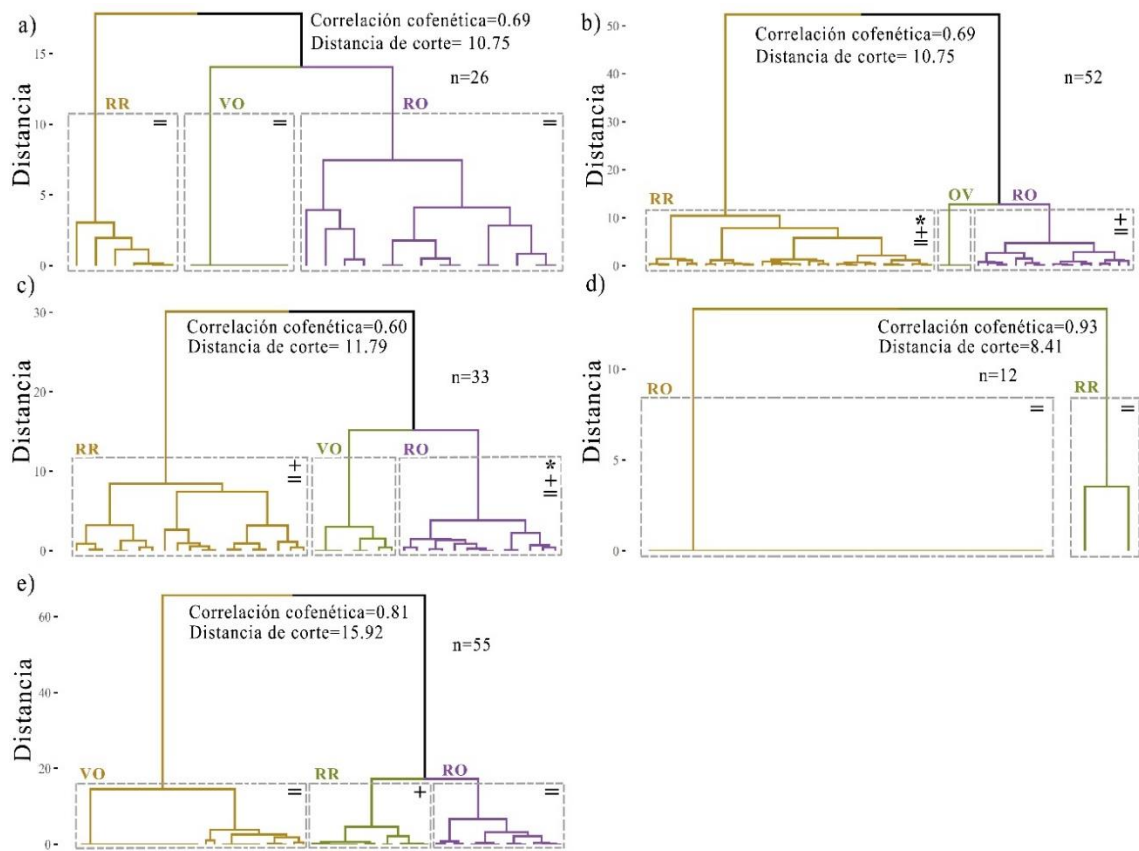 a)
Correlación cofenética=0.69
Distancia de corte= 10.75
n=26
RR
VO
RO
=
=
=
Distancia
15
10
5
0
b)
Correlación cofenética=0.69
Distancia de corte= 10.75
n=52
RR
OV
RO
*
+
=
+
=
Distancia
50
40
30
20
10
0
c)
Correlación cofenética=0.60
Distancia de corte= 11.79
n=33
RR
VO
RO
+
=
*
+
=
Distancia
30
20
10
0
d)
Correlación cofenética=0.93
Distancia de corte=8.41
n=12
RO
RR
=
=
Distancia
10
5
0
e)
Correlación cofenética=0.81
Distancia de corte=15.92
n=55
VO
RR
RO
=
+
=
Distancia
60
40
20
0